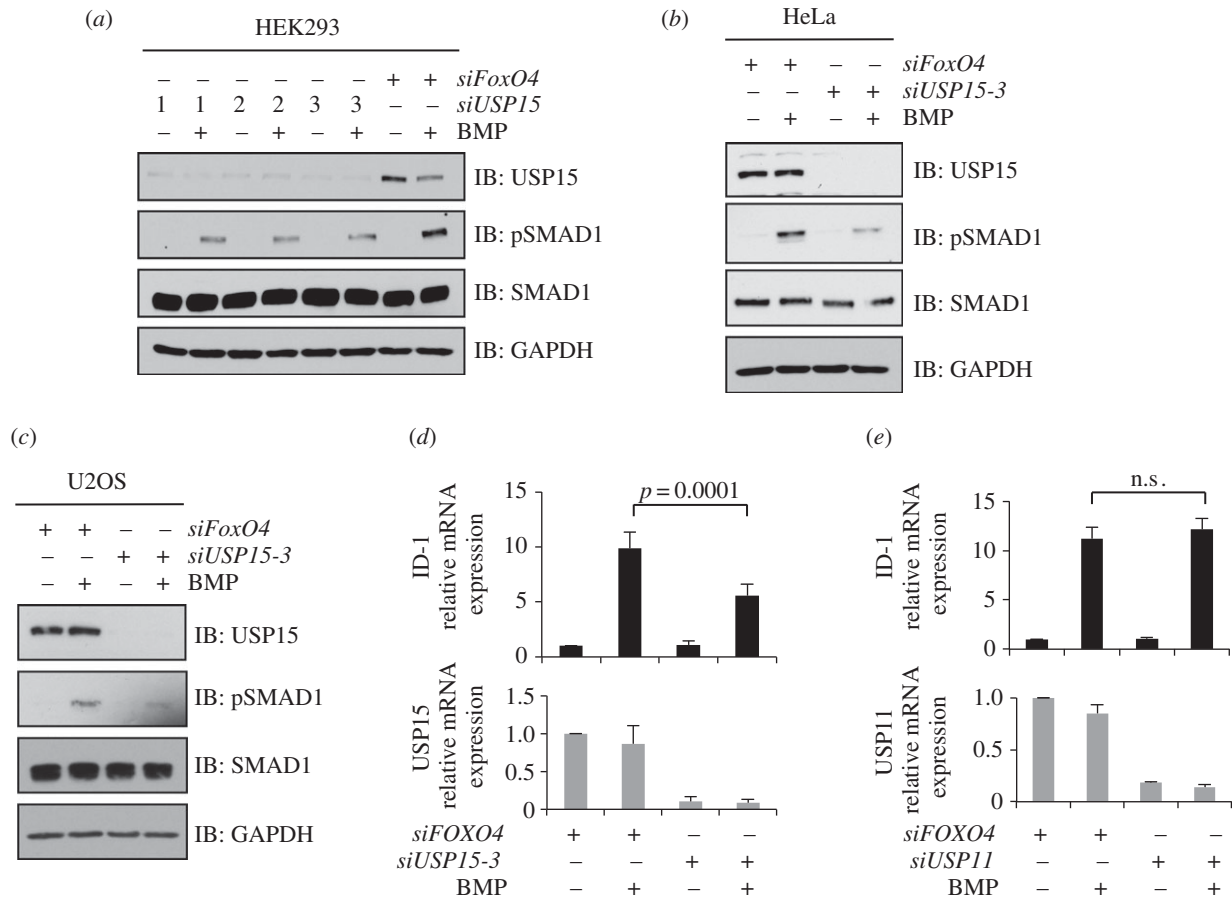 (a)
HEK293
– – – – – – + + siFoxO4
1 1 2 2 3 3 – – siUSP15
– + – + – + – + BMP
IB: USP15
IB: pSMAD1
IB: SMAD1
IB: GAPDH
(b)
HeLa
+ + – – siFoxO4
– – + + siUSP15-3
– + – + BMP
IB: USP15
IB: pSMAD1
IB: SMAD1
IB: GAPDH
(c)
U2OS
+ + – – siFoxO4
– – + + siUSP15-3
– + – + BMP
IB: USP15
IB: pSMAD1
IB: SMAD1
IB: GAPDH
(d)
ID-1
relative mRNA
expression
15
10
5
0
p = 0.0001
USP15
relative mRNA
expression
1.5
1.0
0.5
0
siFOXO4 + + – –
siUSP15-3 – – + +
BMP – + – +
(e)
ID-1
relative mRNA
expression
15
10
5
0
n.s.
USP11
relative mRNA
expression
1.0
0.5
0
siFOXO4 + + – –
siUSP11 – – + +
BMP – + – +